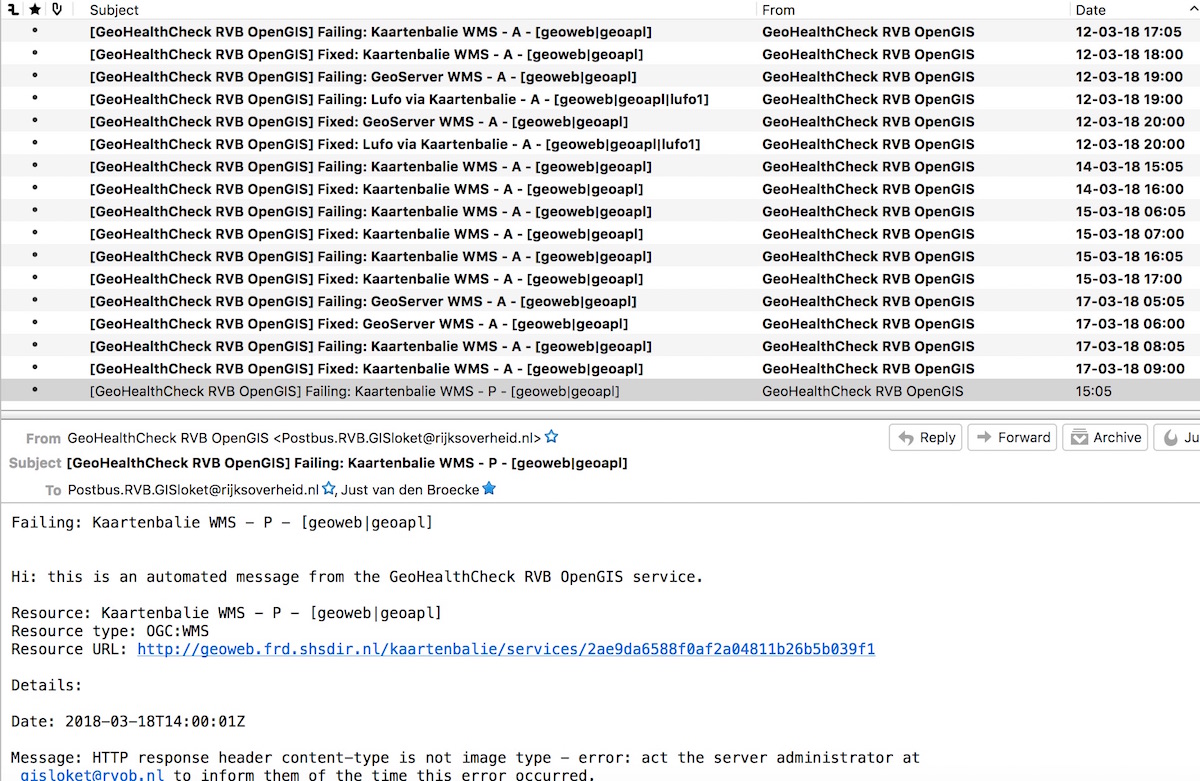 Subject From Date
[GeoHealthCheck RVB OpenGIS] Failing: Kaartenbalie WMS - A - [geoweb|geoapl] GeoHealthCheck RVB OpenGIS 12-03-18 17:05
[GeoHealthCheck RVB OpenGIS] Fixed: Kaartenbalie WMS - A - [geoweb|geoapl] GeoHealthCheck RVB OpenGIS 12-03-18 18:00
[GeoHealthCheck RVB OpenGIS] Failing: GeoServer WMS - A - [geoweb|geoapl] GeoHealthCheck RVB OpenGIS 12-03-18 19:00
[GeoHealthCheck RVB OpenGIS] Failing: Lufo via Kaartenbalie - A - [geoweb|geoapl|lufo1] GeoHealthCheck RVB OpenGIS 12-03-18 19:00
[GeoHealthCheck RVB OpenGIS] Fixed: GeoServer WMS - A - [geoweb|geoapl] GeoHealthCheck RVB OpenGIS 12-03-18 20:00
[GeoHealthCheck RVB OpenGIS] Fixed: Lufo via Kaartenbalie - A - [geoweb|geoapl|lufo1] GeoHealthCheck RVB OpenGIS 12-03-18 20:00
[GeoHealthCheck RVB OpenGIS] Failing: Kaartenbalie WMS - A - [geoweb|geoapl] GeoHealthCheck RVB OpenGIS 14-03-18 15:05
[GeoHealthCheck RVB OpenGIS] Fixed: Kaartenbalie WMS - A - [geoweb|geoapl] GeoHealthCheck RVB OpenGIS 14-03-18 16:00
[GeoHealthCheck RVB OpenGIS] Failing: Kaartenbalie WMS - A - [geoweb|geoapl] GeoHealthCheck RVB OpenGIS 15-03-18 06:05
[GeoHealthCheck RVB OpenGIS] Fixed: Kaartenbalie WMS - A - [geoweb|geoapl] GeoHealthCheck RVB OpenGIS 15-03-18 07:00
[GeoHealthCheck RVB OpenGIS] Failing: Kaartenbalie WMS - A - [geoweb|geoapl] GeoHealthCheck RVB OpenGIS 15-03-18 16:05
[GeoHealthCheck RVB OpenGIS] Fixed: Kaartenbalie WMS - A - [geoweb|geoapl] GeoHealthCheck RVB OpenGIS 15-03-18 17:00
[GeoHealthCheck RVB OpenGIS] Failing: GeoServer WMS - A - [geoweb|geoapl] GeoHealthCheck RVB OpenGIS 17-03-18 05:05
[GeoHealthCheck RVB OpenGIS] Fixed: GeoServer WMS - A - [geoweb|geoapl] GeoHealthCheck RVB OpenGIS 17-03-18 06:00
[GeoHealthCheck RVB OpenGIS] Failing: Kaartenbalie WMS - A - [geoweb|geoapl] GeoHealthCheck RVB OpenGIS 17-03-18 08:05
[GeoHealthCheck RVB OpenGIS] Fixed: Kaartenbalie WMS - A - [geoweb|geoapl] GeoHealthCheck RVB OpenGIS 17-03-18 09:00
[GeoHealthCheck RVB OpenGIS] Failing: Kaartenbalie WMS - P - [geoweb|geoapl] GeoHealthCheck RVB OpenGIS 15:05
From GeoHealthCheck RVB OpenGIS <Postbus.RVB.GISloket@rijksoverheid.nl> Reply Forward Archive Ju
Subject [GeoHealthCheck RVB OpenGIS] Failing: Kaartenbalie WMS - P - [geoweb|geoapl]
To Postbus.RVB.GISloket@rijksoverheid.nl, Just van den Broecke
Failing: Kaartenbalie WMS - P - [geoweb|geoapl]
Hi: this is an automated message from the GeoHealthCheck RVB OpenGIS service.
Resource: Kaartenbalie WMS - P - [geoweb|geoapl]
Resource type: OGC:WMS
Resource URL: http://geoweb.frd.shsdir.nl/kaartenbalie/services/2ae9da6588f0af2a04811b26b5b039f1
Details:
Date: 2018-03-18T14:00:01Z
Message: HTTP response header content-type is not image type - error: act the server administrator at
gisloket@rvob.nl to inform them of the time this error occurred.